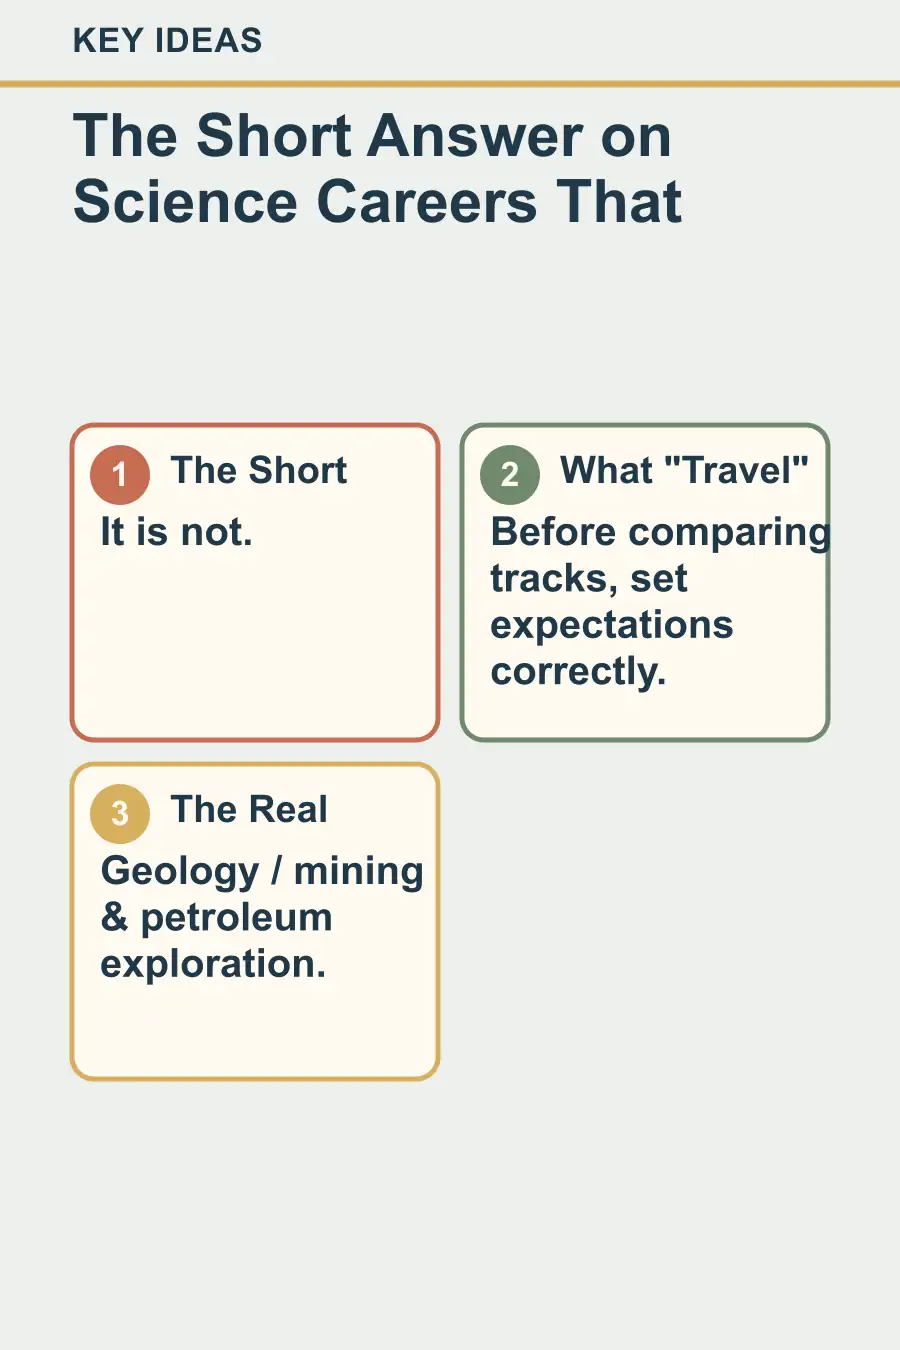 KEY IDEAS
The Short Answer on
Science Careers That
1 The Short
It is not.
2 What "Travel"
Before comparing
tracks, set
expectations
correctly.
3 The Real
Geology / mining
& petroleum
exploration.